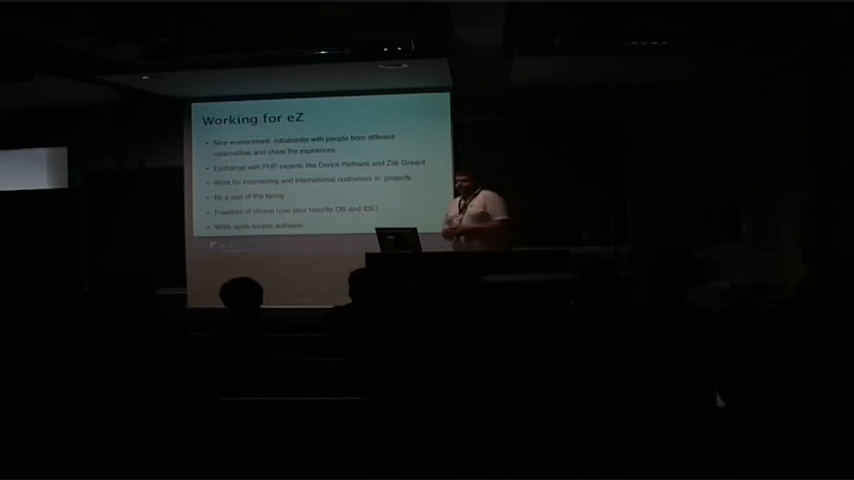 Working for eZ
• Nice environment: collaborate with people from different
nationalities and share the expirences
• Exchange with PHP experts like Derick Rethans and Zak Greant
• Work for interesting and international customers in projects
• Be a part of the family
• Freedom of choice (use your favorite OS and IDE)
• Write open source software
eZ